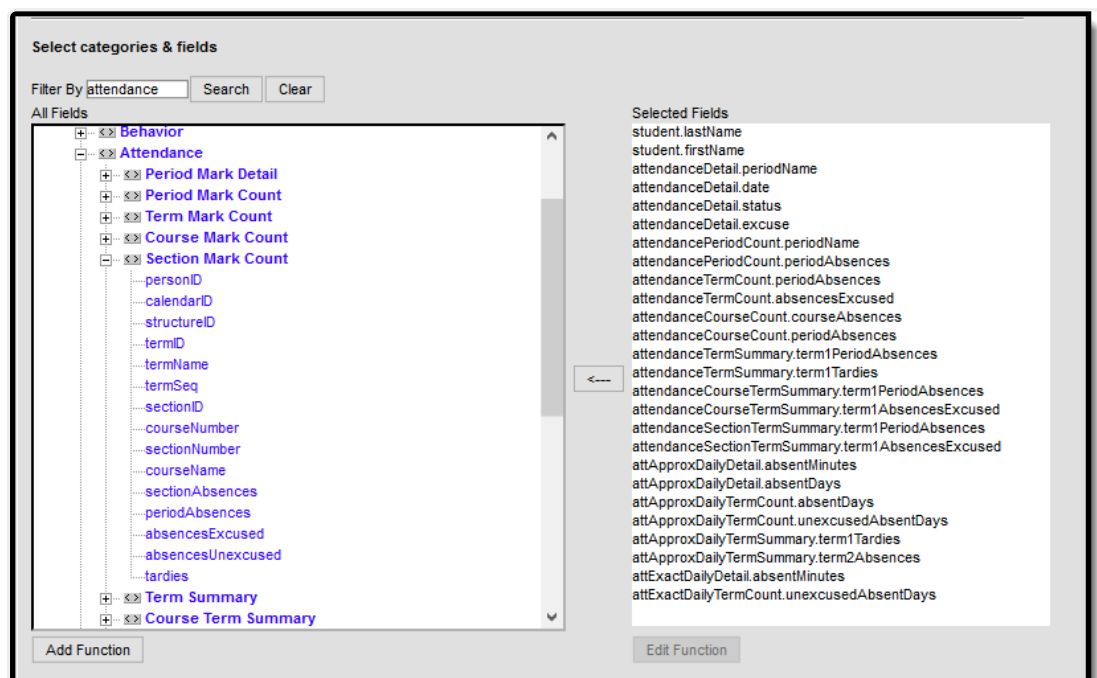 Select categories & fields
Filter By attendance Search Clear
All Fields
Behavior
Attendance
Period Mark Detail
Period Mark Count
Term Mark Count
Course Mark Count
Section Mark Count
personID
calendarID
structureID
termID
termName
termSeq
sectionID
courseNumber
sectionNumber
courseName
sectionAbsences
periodAbsences
absencesExcused
absencesUnexcused
tardies
Term Summary
Course Term Summary
Add Function
<---
Selected Fields
student.lastName
student.firstName
attendanceDetail.periodName
attendanceDetail.date
attendanceDetail.status
attendanceDetail.excuse
attendancePeriodCount.periodName
attendancePeriodCount.periodAbsences
attendanceTermCount.periodAbsences
attendanceTermCount.absencesExcused
attendanceCourseCount.courseAbsences
attendanceCourseCount.periodAbsences
attendanceTermSummary.term1PeriodAbsences
attendanceTermSummary.term1Tardies
attendanceCourseTermSummary.term1PeriodAbsences
attendanceCourseTermSummary.term1AbsencesExcused
attendanceSectionTermSummary.term1PeriodAbsences
attendanceSectionTermSummary.term1AbsencesExcused
attApproxDailyDetail.absentMinutes
attApproxDailyDetail.absentDays
attApproxDailyTermCount.absentDays
attApproxDailyTermCount.unexcusedAbsentDays
attApproxDailyTermSummary.term1Tardies
attApproxDailyTermSummary.term2Absences
attExactDailyDetail.absentMinutes
attExactDailyTermCount.unexcusedAbsentDays
Edit Function